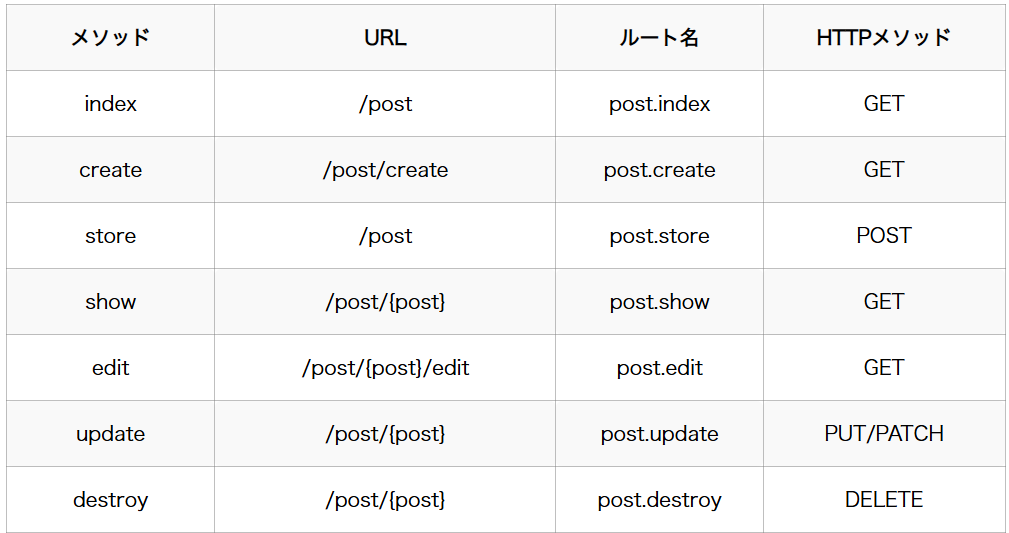 メソッド URL ルート名 HTTPメソッド
index /post post.index GET
create /post/create post.create GET
store /post post.store POST
show /post/{post} post.show GET
edit /post/{post}/edit post.edit GET
update /post/{post} post.update PUT/PATCH
destroy /post/{post} post.destroy DELETE